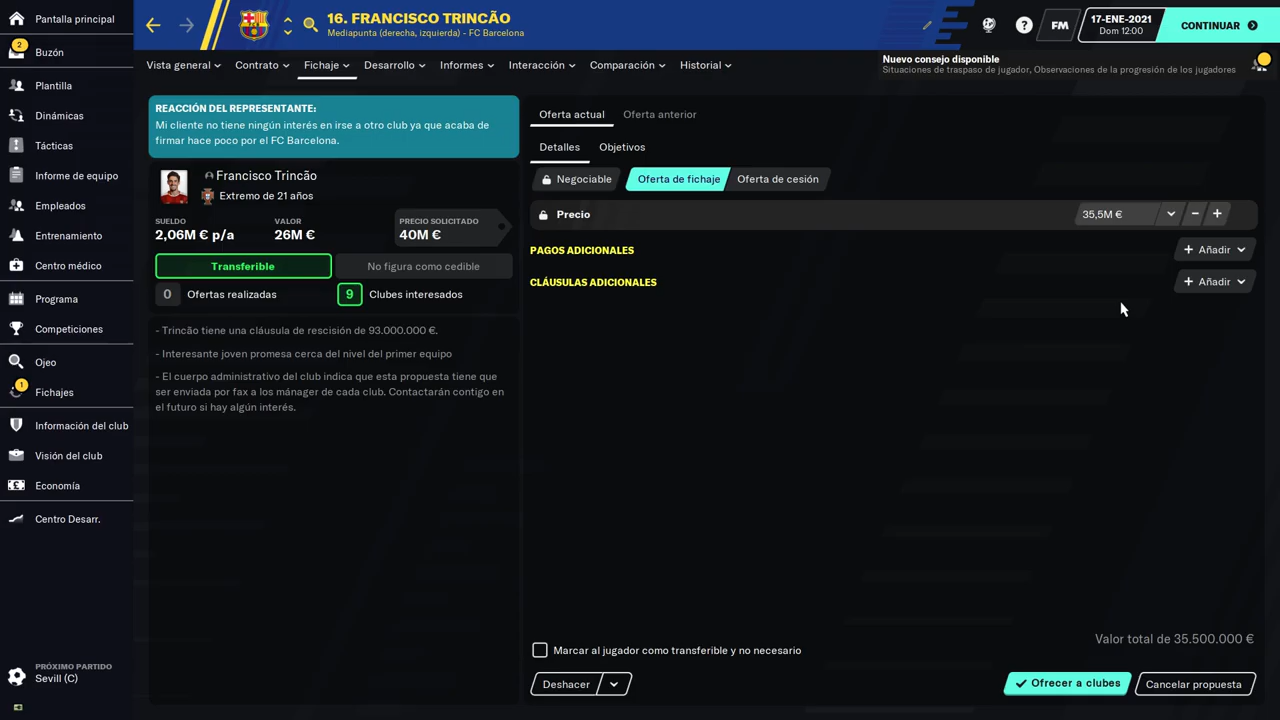 Pantalla principal
2
Buzón
Plantilla
Dinámicas
Tácticas
Informe de equipo
Empleados
Entrenamiento
Centro médico
Programa
Competiciones
Ojeo
1
Fichajes
Información del club
Visión del club
Economía
Centro Desarr.
PRÓXIMO PARTIDO
Sevill (C)
16. FRANCISCO TRINCÃO
Mediapunta (derecha, izquierda) - FC Barcelona
FM
17-ENE-2021
Dom 12:00
CONTINUAR
Vista general
Contrato
Fichaje
Desarrollo
Informes
Interacción
Comparación
Historial
Nuevo consejo disponible
Situaciones de traspaso de jugador, Observaciones de la progresión de los jugadores
REACCIÓN DEL REPRESENTANTE:
Mi cliente no tiene ningún interés en irse a otro club ya que acaba de
firmar hace poco por el FC Barcelona.
Francisco Trincão
Extremo de 21 años
SUELDO
2,06M € p/a
VALOR
26M €
PRECIO SOLICITADO
40M €
Transferible
No figura como cedible
0 Ofertas realizadas
9 Clubes interesados
- Trincão tiene una cláusula de rescisión de 93.000.000 €.
- Interesante joven promesa cerca del nivel del primer equipo
- El cuerpo administrativo del club indica que esta propuesta tiene que
ser enviada por fax a los mánager de cada club. Contactarán contigo en
el futuro si hay algún interés.
Oferta actual
Oferta anterior
Detalles
Objetivos
Negociable
Oferta de fichaje
Oferta de cesión
Precio
35,5M €
PAGOS ADICIONALES
+ Añadir
CLÁUSULAS ADICIONALES
+ Añadir
Valor total de 35.500.000 €
Marcar al jugador como transferible y no necesario
Deshacer
Ofrecer a clubes
Cancelar propuesta